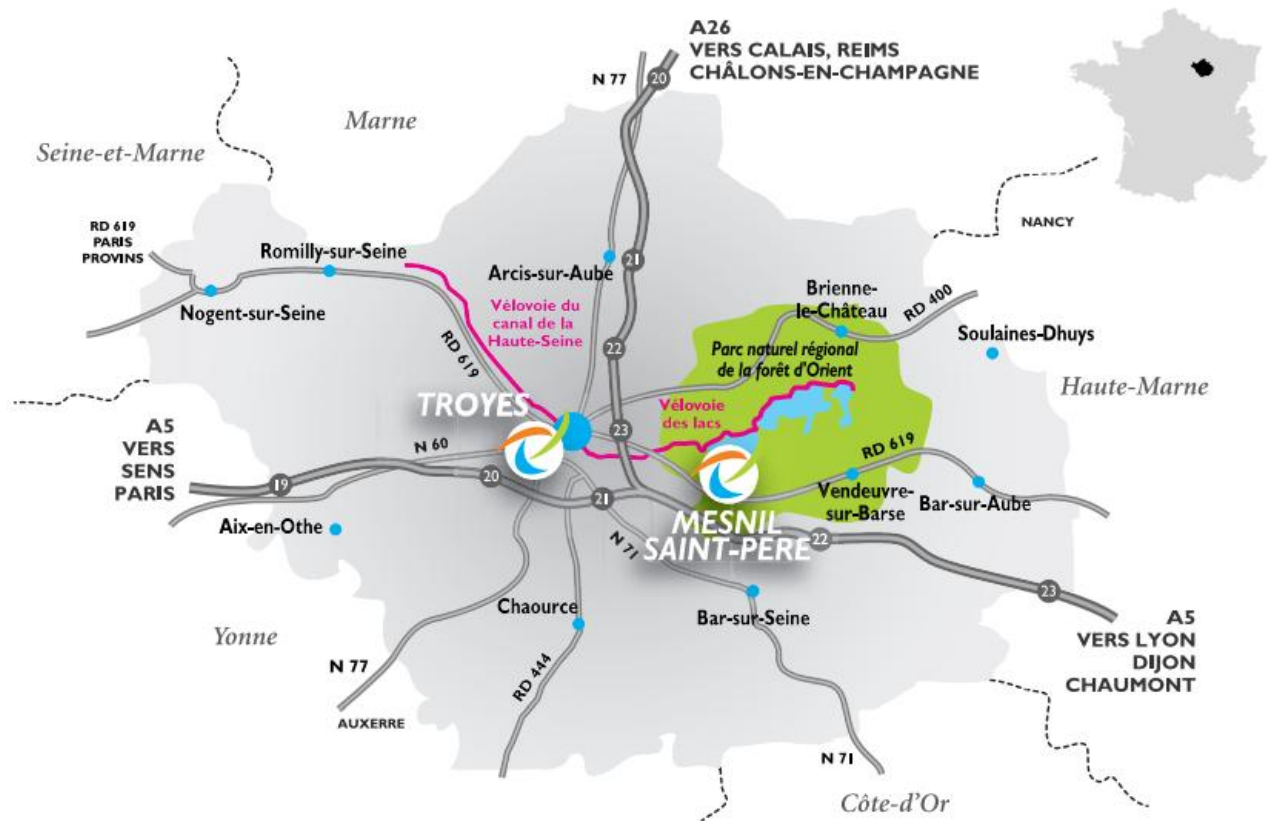 A26
VERS CALAIS, REIMS
CHÂLONS-EN-CHAMPAGNE
N 77
20
Marne
Seine-et-Marne
NANCY
RD 619
PARIS
PROVINS
Romilly-sur-Seine
Nogent-sur-Seine
Arcis-sur-Aube
21
Vélovoie du
canal de la
Haute-Seine
RD 619
22
Brienne-
le-Château
RD 400
Soulaines-Dhuys
Parc naturel régional
de la forêt d'Orient
Haute-Marne
TROYES
23
Vélovoie
des lacs
RD 619
A5
VERS
SENS
PARIS
N 60
19
20
21
Aix-en-Othe
MESNIL
SAINT-PÈRE
Vendeuvre-
sur-Barse
Bar-sur-Aube
N 71
22
23
Chaource
Bar-sur-Seine
A5
VERS LYON
DIJON
CHAUMONT
Yonne
N 77
RD 444
AUXERRE
N 71
Côte-d'Or